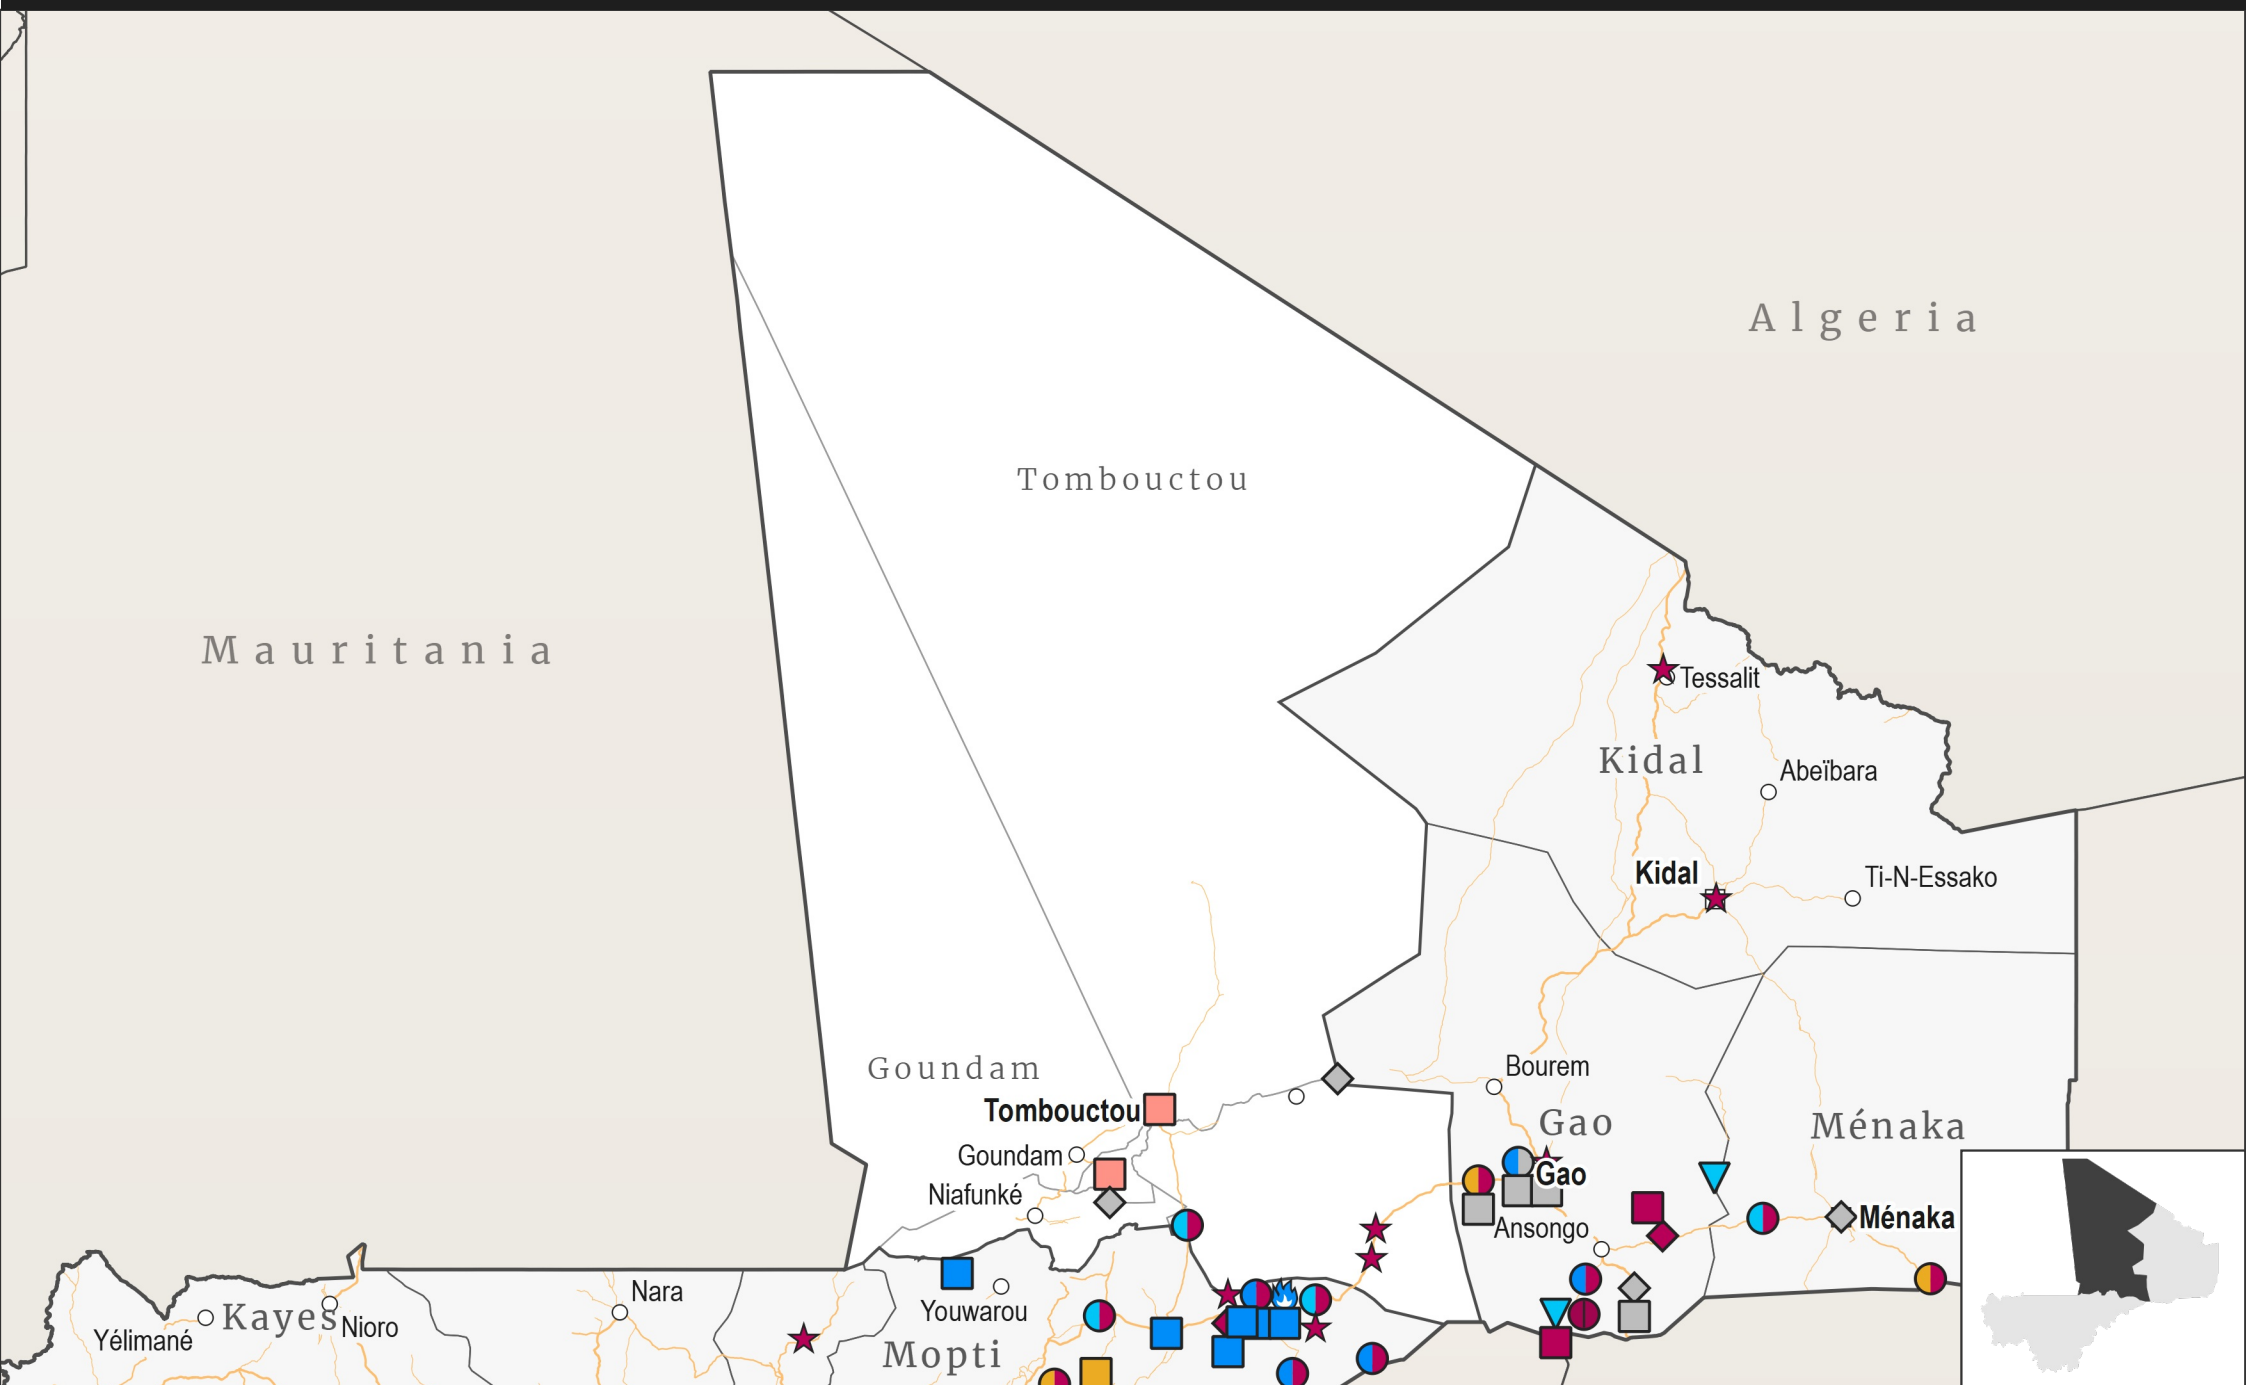 Algeria
Tombouctou
Mauritania
Tessalit
Kidal
Abeïbara
Kidal
Ti-N-Essako
Bourem
Goundam
Tombouctou
Gao
Ménaka
Goundam
Gao
Niafunké
Ansongo
Ménaka
Nara
Youwarou
Kayes
Nioro
Yélimané
Mopti